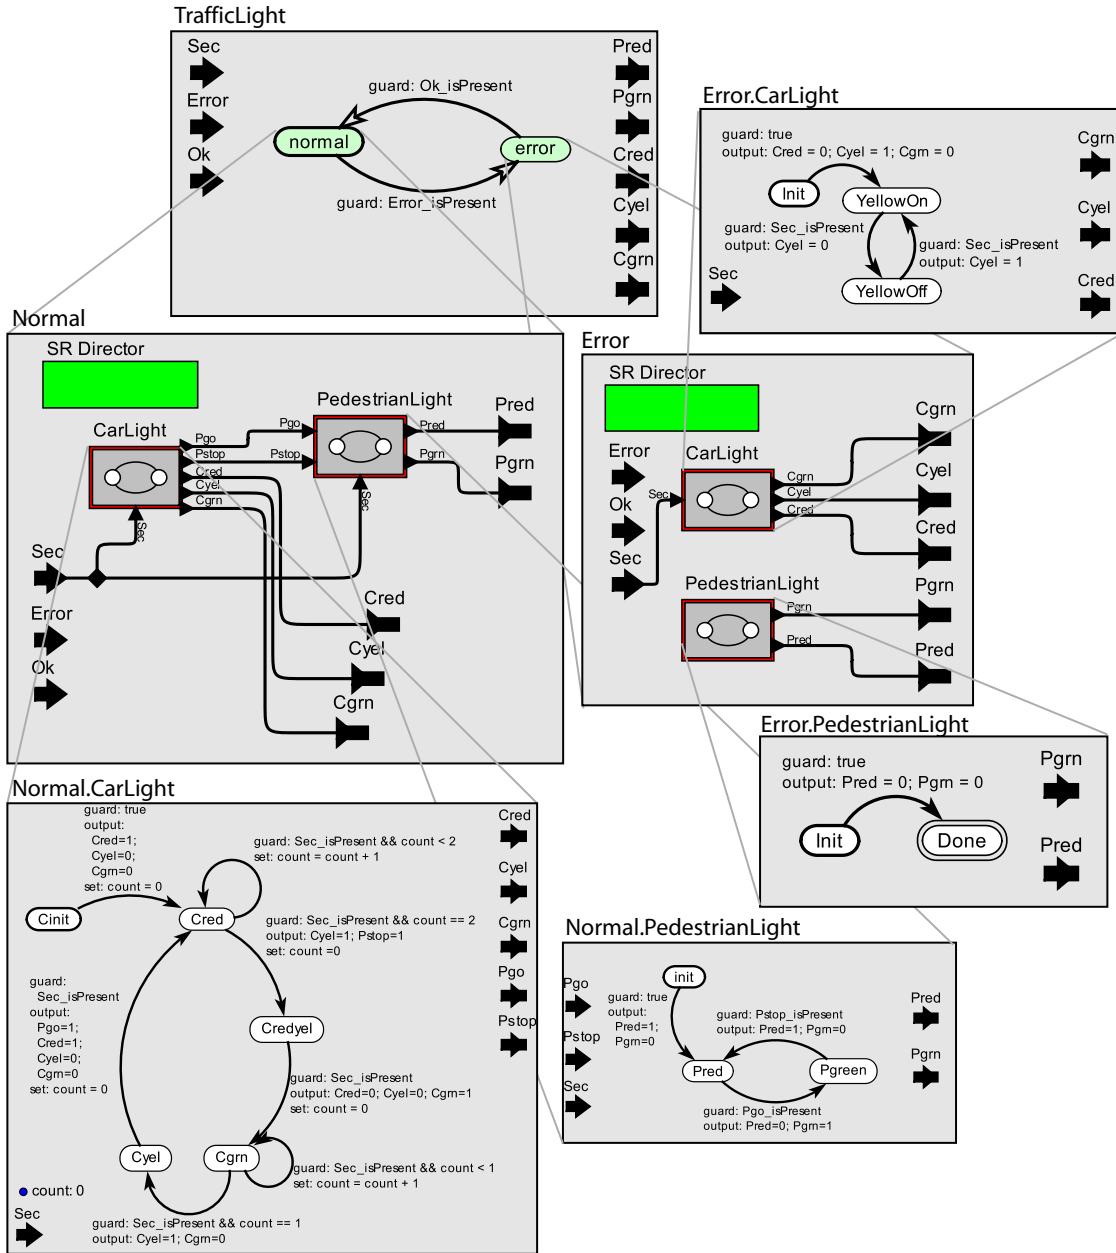 TrafficLight
Sec
Error
Ok
guard: Ok_isPresent
normal
error
guard: Error_isPresent
Pred
Pgrn
Cred
Cyel
Cgrn
Error.CarLight
guard: true
output: Cred = 0; Cyel = 1; Cgrn = 0
Init
YellowOn
guard: Sec_isPresent
output: Cyel = 0
guard: Sec_isPresent
output: Cyel = 1
YellowOff
Sec
Cgrn
Cyel
Cred
Normal
SR Director
CarLight
Pgo
Pstop
Cred
Cyel
Cgrn
Sec
PedestrianLight
Pgo
Pstop
Sec
Pred
Pgrn
Pred
Pgrn
Sec
Error
Ok
Cred
Cyel
Cgrn
Error
SR Director
Error
Ok
Sec
CarLight
Sec
Cgrn
Cyel
Cred
PedestrianLight
Pgrn
Pred
Cgrn
Cyel
Cred
Pgrn
Pred
Error.PedestrianLight
guard: true
output: Pred = 0; Pgrn = 0
Init
Done
Pgrn
Pred
Normal.CarLight
guard: true
output:
Cred=1;
Cyel=0;
Cgrn=0
set: count = 0
Cinit
Cred
guard: Sec_isPresent && count < 2
set: count = count + 1
guard: Sec_isPresent && count == 2
output: Cyel=1; Pstop=1
set: count =0
Credyel
guard:
Sec_isPresent
output:
Pgo=1;
Cred=1;
Cyel=0;
Cgrn=0
set: count = 0
guard: Sec_isPresent
output: Cred=0; Cyel=0; Cgrn=1
set: count = 0
Cyel
Cgrn
guard: Sec_isPresent && count < 1
set: count = count + 1
count: 0
Sec
guard: Sec_isPresent && count == 1
output: Cyel=1; Cgrn=0
Cred
Cyel
Cgrn
Pgo
Pstop
Normal.PedestrianLight
Pgo
Pstop
Sec
init
guard: true
output:
Pred=1;
Pgrn=0
guard: Pstop_isPresent
output: Pred=1; Pgrn=0
Pred
Pgreen
guard: Pgo_isPresent
output: Pred=0; Pgrn=1
Pred
Pgrn